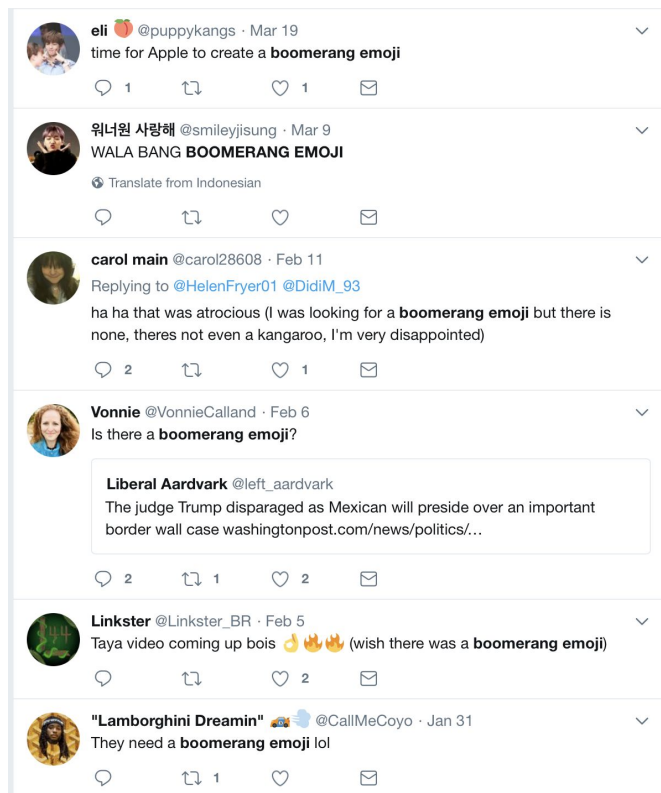 eli 🍑 @puppykangs · Mar 19
time for Apple to create a boomerang emoji
1 1
위너원 사랑해 @smileyjisung · Mar 9
WALA BANG BOOMERANG EMOJI
Translate from Indonesian
carol main @carol28608 · Feb 11
Replying to @HelenFryer01 @DidiM_93
ha ha that was atrocious (I was looking for a boomerang emoji but there is
none, theres not even a kangaroo, I'm very disappointed)
2 1
Vonnie @VonnieCalland · Feb 6
Is there a boomerang emoji?
Liberal Aardvark @left_aardvark
The judge Trump disparaged as Mexican will preside over an important
border wall case washingtonpost.com/news/politics/…
2 1 2
Linkster @Linkster_BR · Feb 5
Taya video coming up bois 👌🔥🔥 (wish there was a boomerang emoji)
2
"Lamborghini Dreamin" 🚗💨 @CallMeCoyo · Jan 31
They need a boomerang emoji lol
1